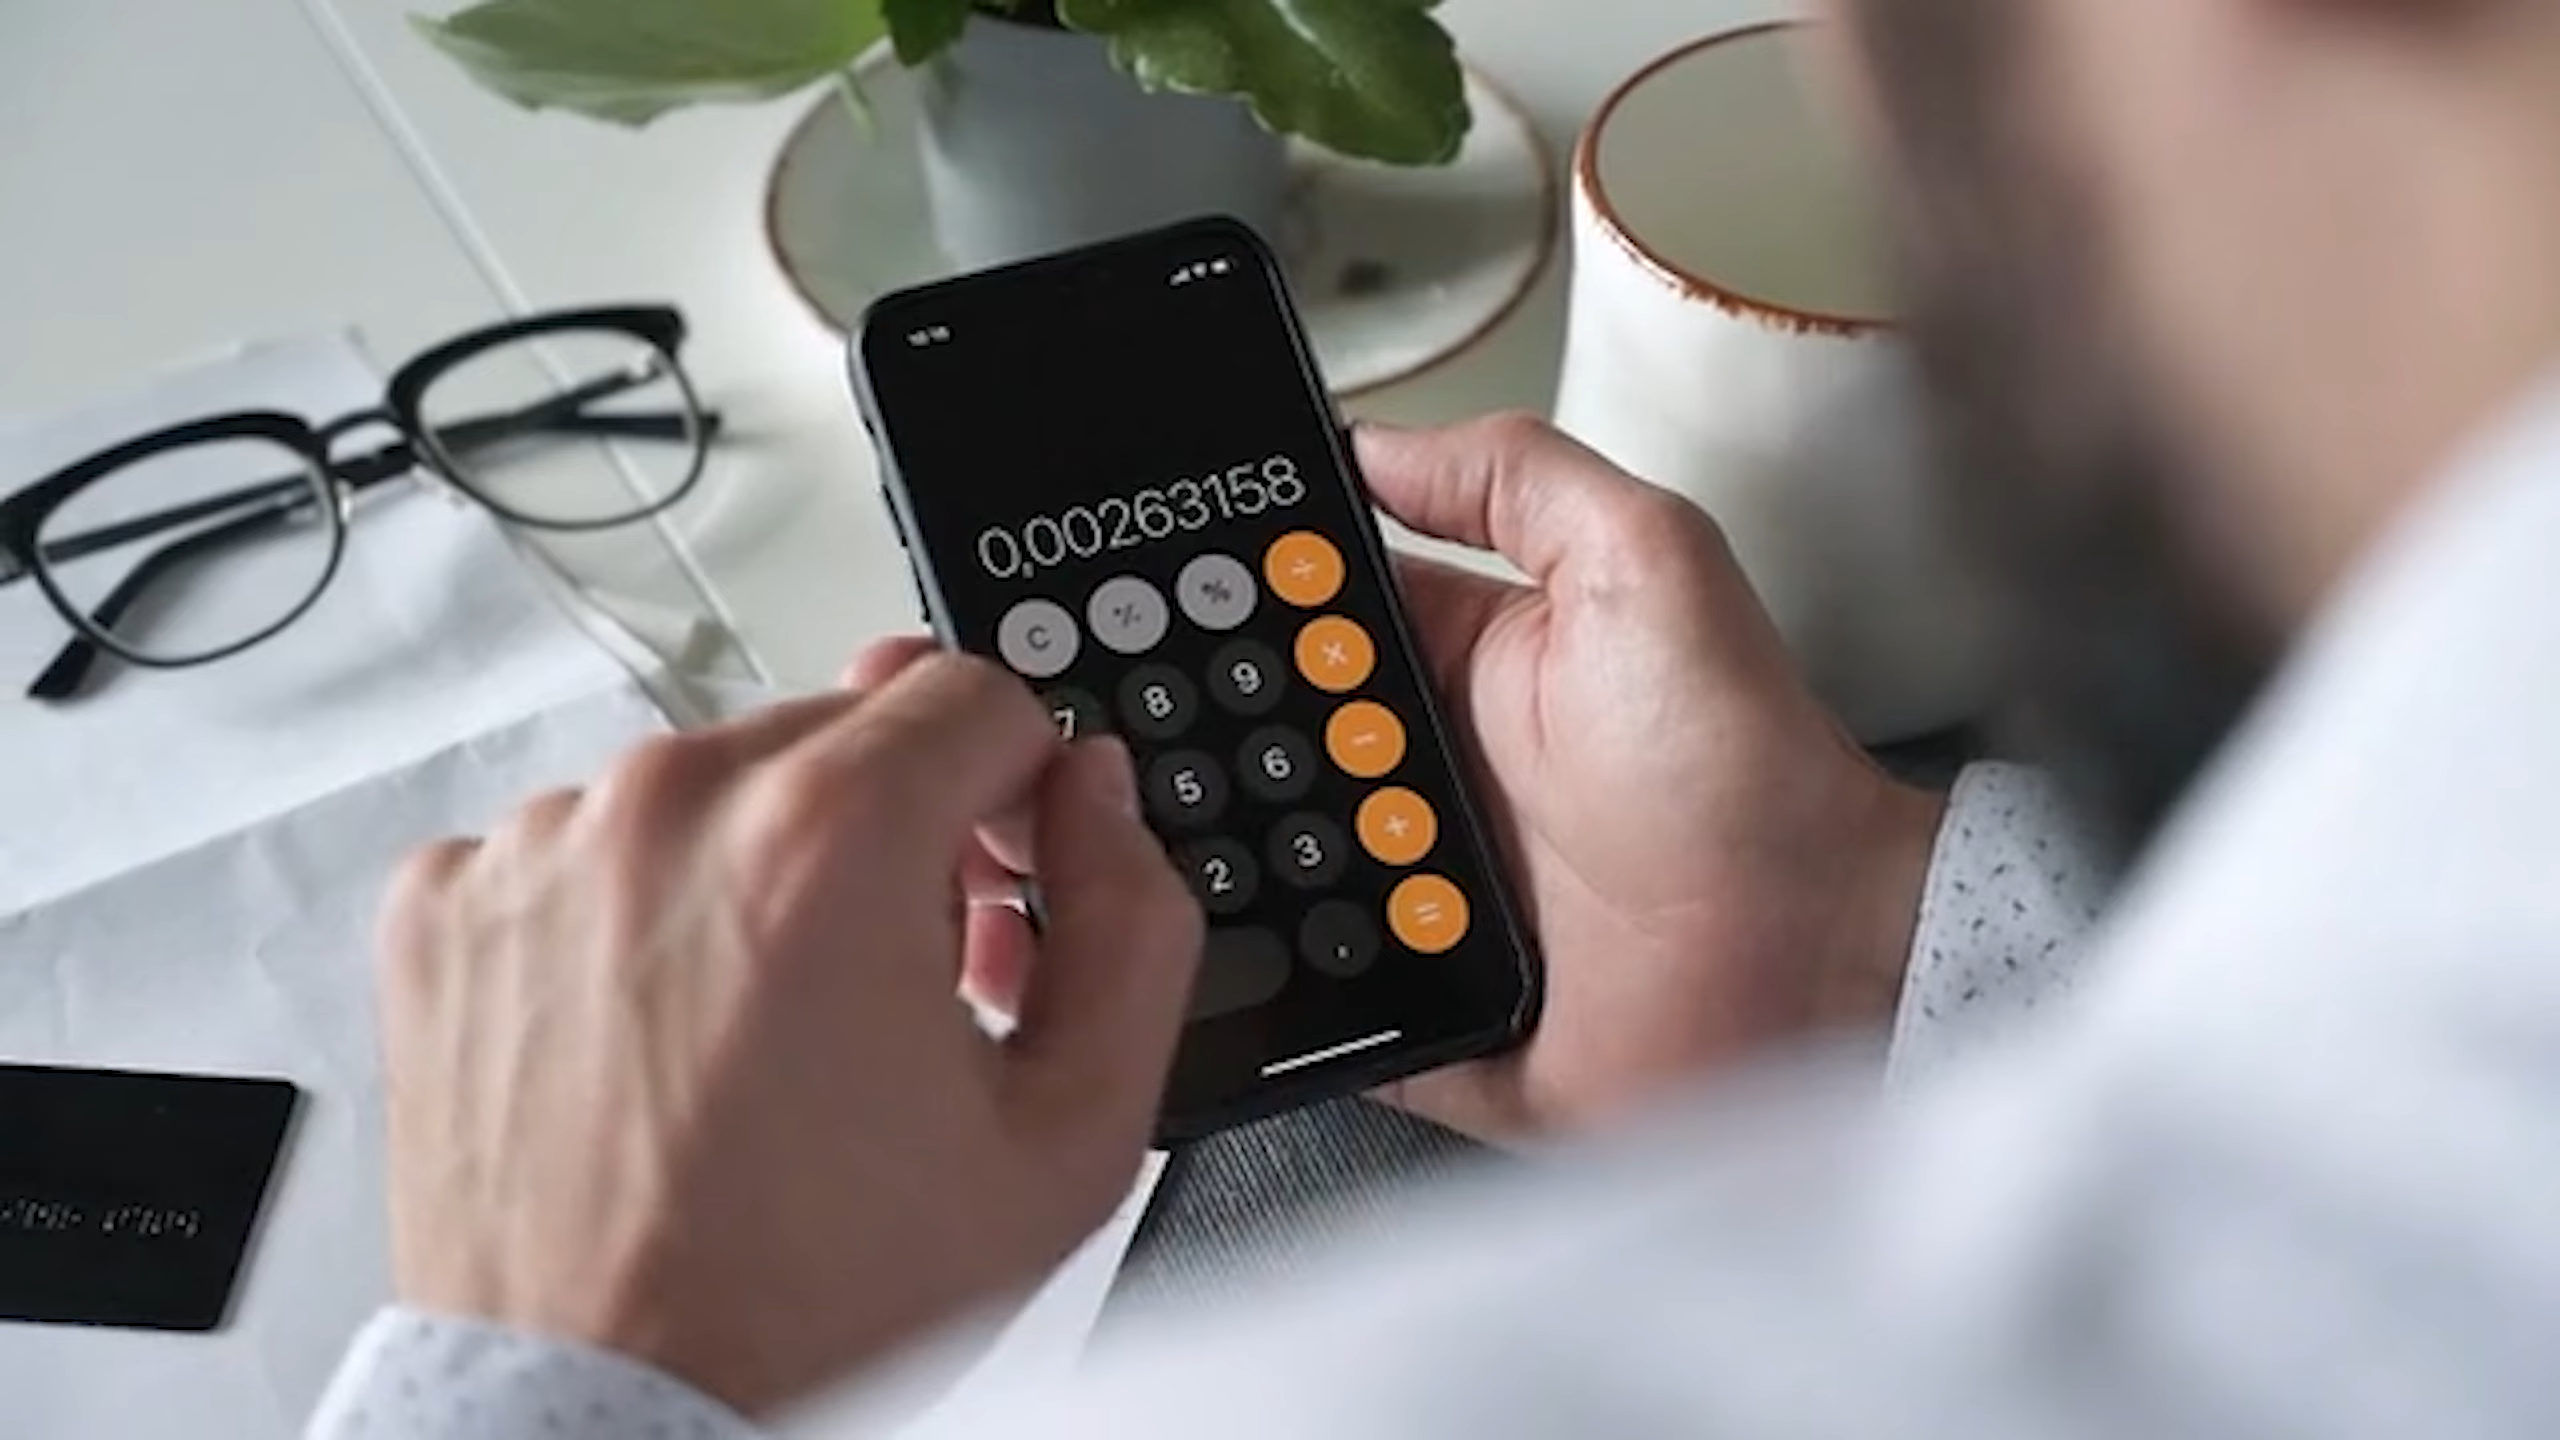 0,00263158
C ⁺∕₋ % ÷
7 8 9 ×
5 6 −
2 3 +
. =